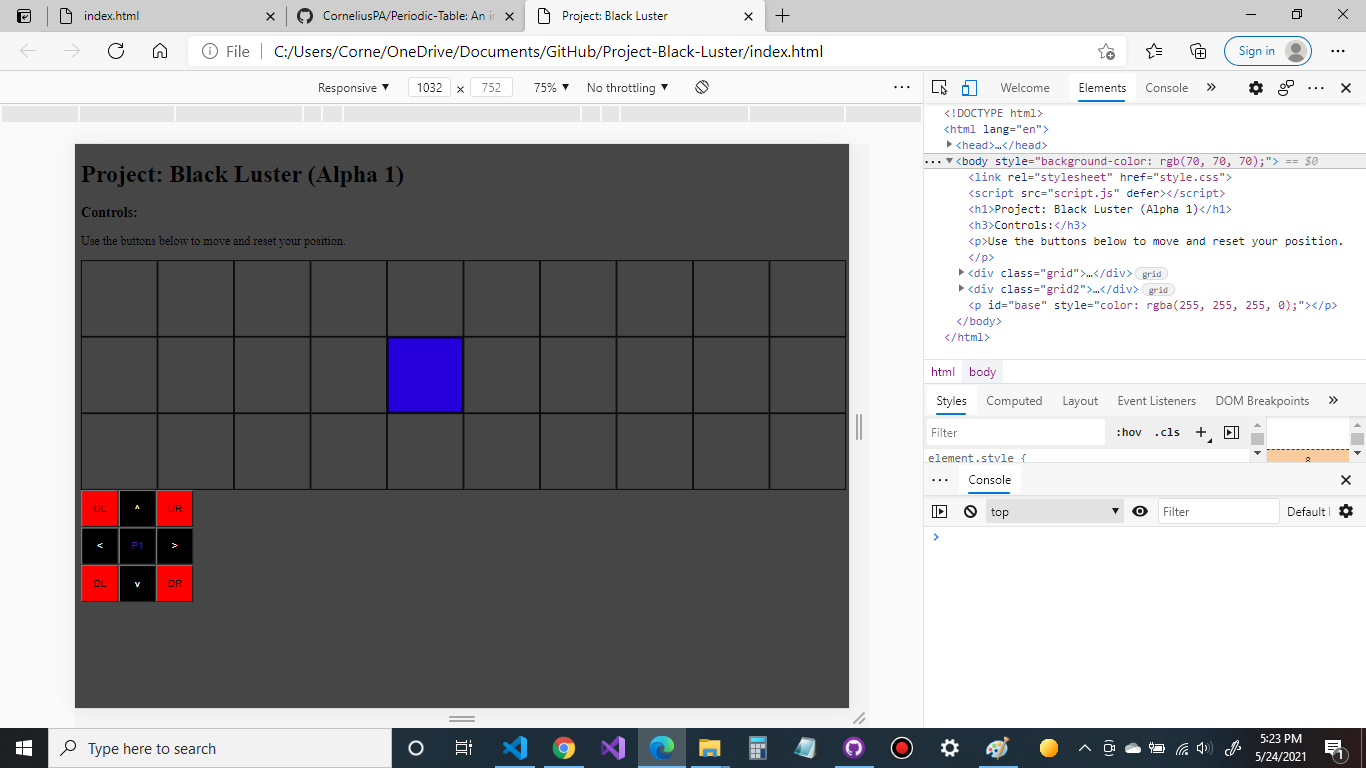 index.html
CorneliusPA/Periodic-Table: An in
Project: Black Luster
File
C:/Users/Corne/OneDrive/Documents/GitHub/Project-Black-Luster/index.html
Sign in
Responsive ▼ 1032 x 752 75% ▼ No throttling ▼
Welcome Elements Console »
Project: Black Luster (Alpha 1)
Controls:
Use the buttons below to move and reset your position.
UL ^ UR
< P1 >
DL v DR
<!DOCTYPE html>
<html lang="en">
<head>…</head>
<body style="background-color: rgb(70, 70, 70);"> == $0
<link rel="stylesheet" href="style.css">
<script src="script.js" defer></script>
<h1>Project: Black Luster (Alpha 1)</h1>
<h3>Controls:</h3>
<p>Use the buttons below to move and reset your position.
</p>
<div class="grid">…</div> grid
<div class="grid2">…</div> grid
<p id="base" style="color: rgba(255, 255, 255, 0);"></p>
</body>
</html>
html body
Styles Computed Layout Event Listeners DOM Breakpoints »
Filter :hov .cls +
element.style {
8
Console
top ▼ Filter Default
>
Type here to search
5:23 PM
5/24/2021
1